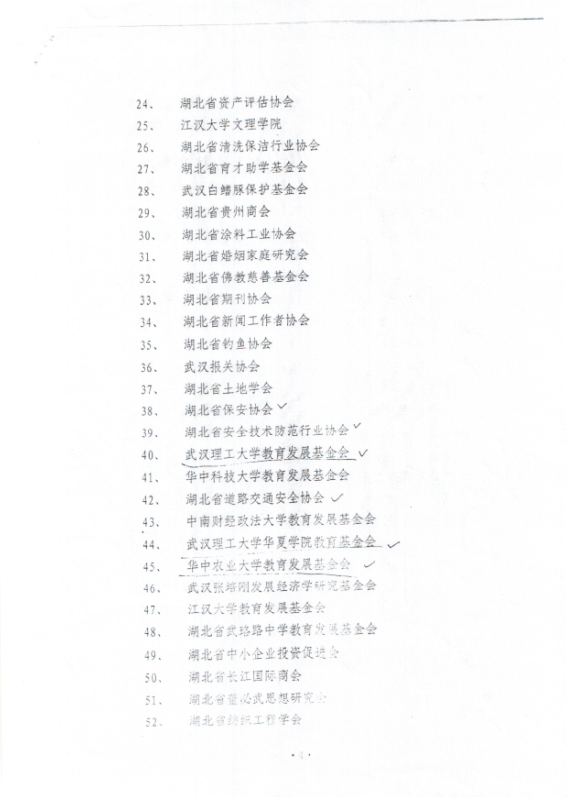 24、 湖北省资产评估协会
25、 江汉大学文理学院
26、 湖北省清洗保洁行业协会
27、 湖北省育才助学基金会
28、 武汉白鱀豚保护基金会
29、 湖北省贵州商会
30、 湖北省涂料工业协会
31、 湖北省婚姻家庭研究会
32、 湖北省佛教慈善基金会
33、 湖北省期刊协会
34、 湖北省新闻工作者协会
35、 湖北省钓鱼协会
36、 武汉报关协会
37、 湖北省土地学会
38、 湖北省保安协会✓
39、 湖北省安全技术防范行业协会✓
40、 武汉理工大学教育发展基金会✓
41、 华中科技大学教育发展基金会
42、 湖北省道路交通安全协会✓
43、 中南财经政法大学教育发展基金会
44、 武汉理工大学华夏学院教育基金会✓
45、 华中农业大学教育发展基金会✓
46、 武汉张培刚发展经济学研究基金会
47、 江汉大学教育发展基金会
48、 湖北省武珞路中学教育发展基金会
49、 湖北省中小企业投资促进会
50、 湖北省长江国际商会
51、 湖北省董必武思想研究会
52、 湖北省纺织工程学会
·4·